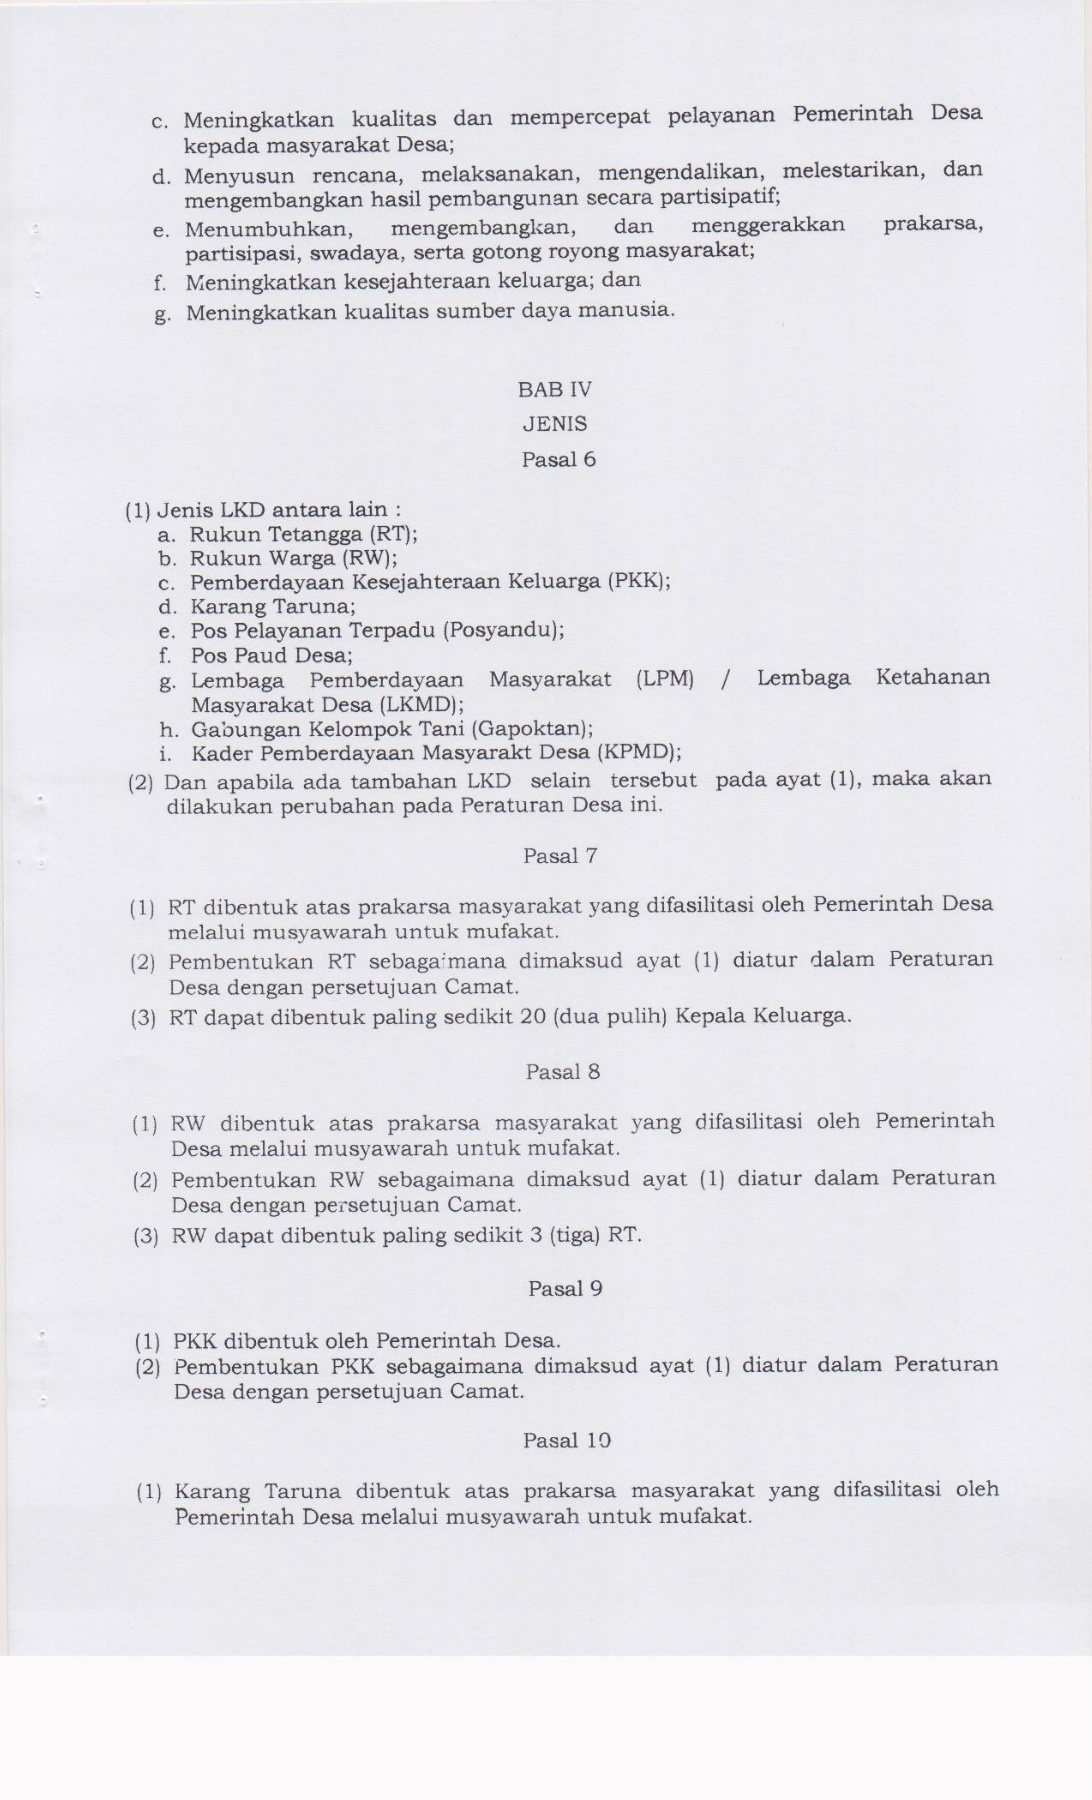 c. Meningkatkan kualitas dan mempercepat pelayanan Pemerintah Desa
kepada masyarakat Desa;
d. Menyusun rencana, melaksanakan, mengendalikan, melestarikan, dan
mengembangkan hasil pembangunan secara partisipatif;
e. Menumbuhkan, mengembangkan, dan menggerakkan prakarsa,
partisipasi, swadaya, serta gotong royong masyarakat;
f. Meningkatkan kesejahteraan keluarga; dan
g. Meningkatkan kualitas sumber daya manusia.
BAB IV
JENIS
Pasal 6
(1) Jenis LKD antara lain :
a. Rukun Tetangga (RT);
b. Rukun Warga (RW);
c. Pemberdayaan Kesejahteraan Keluarga (PKK);
d. Karang Taruna;
e. Pos Pelayanan Terpadu (Posyandu);
f. Pos Paud Desa;
g. Lembaga Pemberdayaan Masyarakat (LPM) / Lembaga Ketahanan
Masyarakat Desa (LKMD);
h. Gabungan Kelompok Tani (Gapoktan);
i. Kader Pemberdayaan Masyarakt Desa (KPMD);
(2) Dan apabila ada tambahan LKD selain tersebut pada ayat (1), maka akan
dilakukan perubahan pada Peraturan Desa ini.
Pasal 7
(1) RT dibentuk atas prakarsa masyarakat yang difasilitasi oleh Pemerintah Desa
melalui musyawarah untuk mufakat.
(2) Pembentukan RT sebagaimana dimaksud ayat (1) diatur dalam Peraturan
Desa dengan persetujuan Camat.
(3) RT dapat dibentuk paling sedikit 20 (dua pulih) Kepala Keluarga.
Pasal 8
(1) RW dibentuk atas prakarsa masyarakat yang difasilitasi oleh Pemerintah
Desa melalui musyawarah untuk mufakat.
(2) Pembentukan RW sebagaimana dimaksud ayat (1) diatur dalam Peraturan
Desa dengan persetujuan Camat.
(3) RW dapat dibentuk paling sedikit 3 (tiga) RT.
Pasal 9
(1) PKK dibentuk oleh Pemerintah Desa.
(2) Pembentukan PKK sebagaimana dimaksud ayat (1) diatur dalam Peraturan
Desa dengan persetujuan Camat.
Pasal 10
(1) Karang Taruna dibentuk atas prakarsa masyarakat yang difasilitasi oleh
Pemerintah Desa melalui musyawarah untuk mufakat.